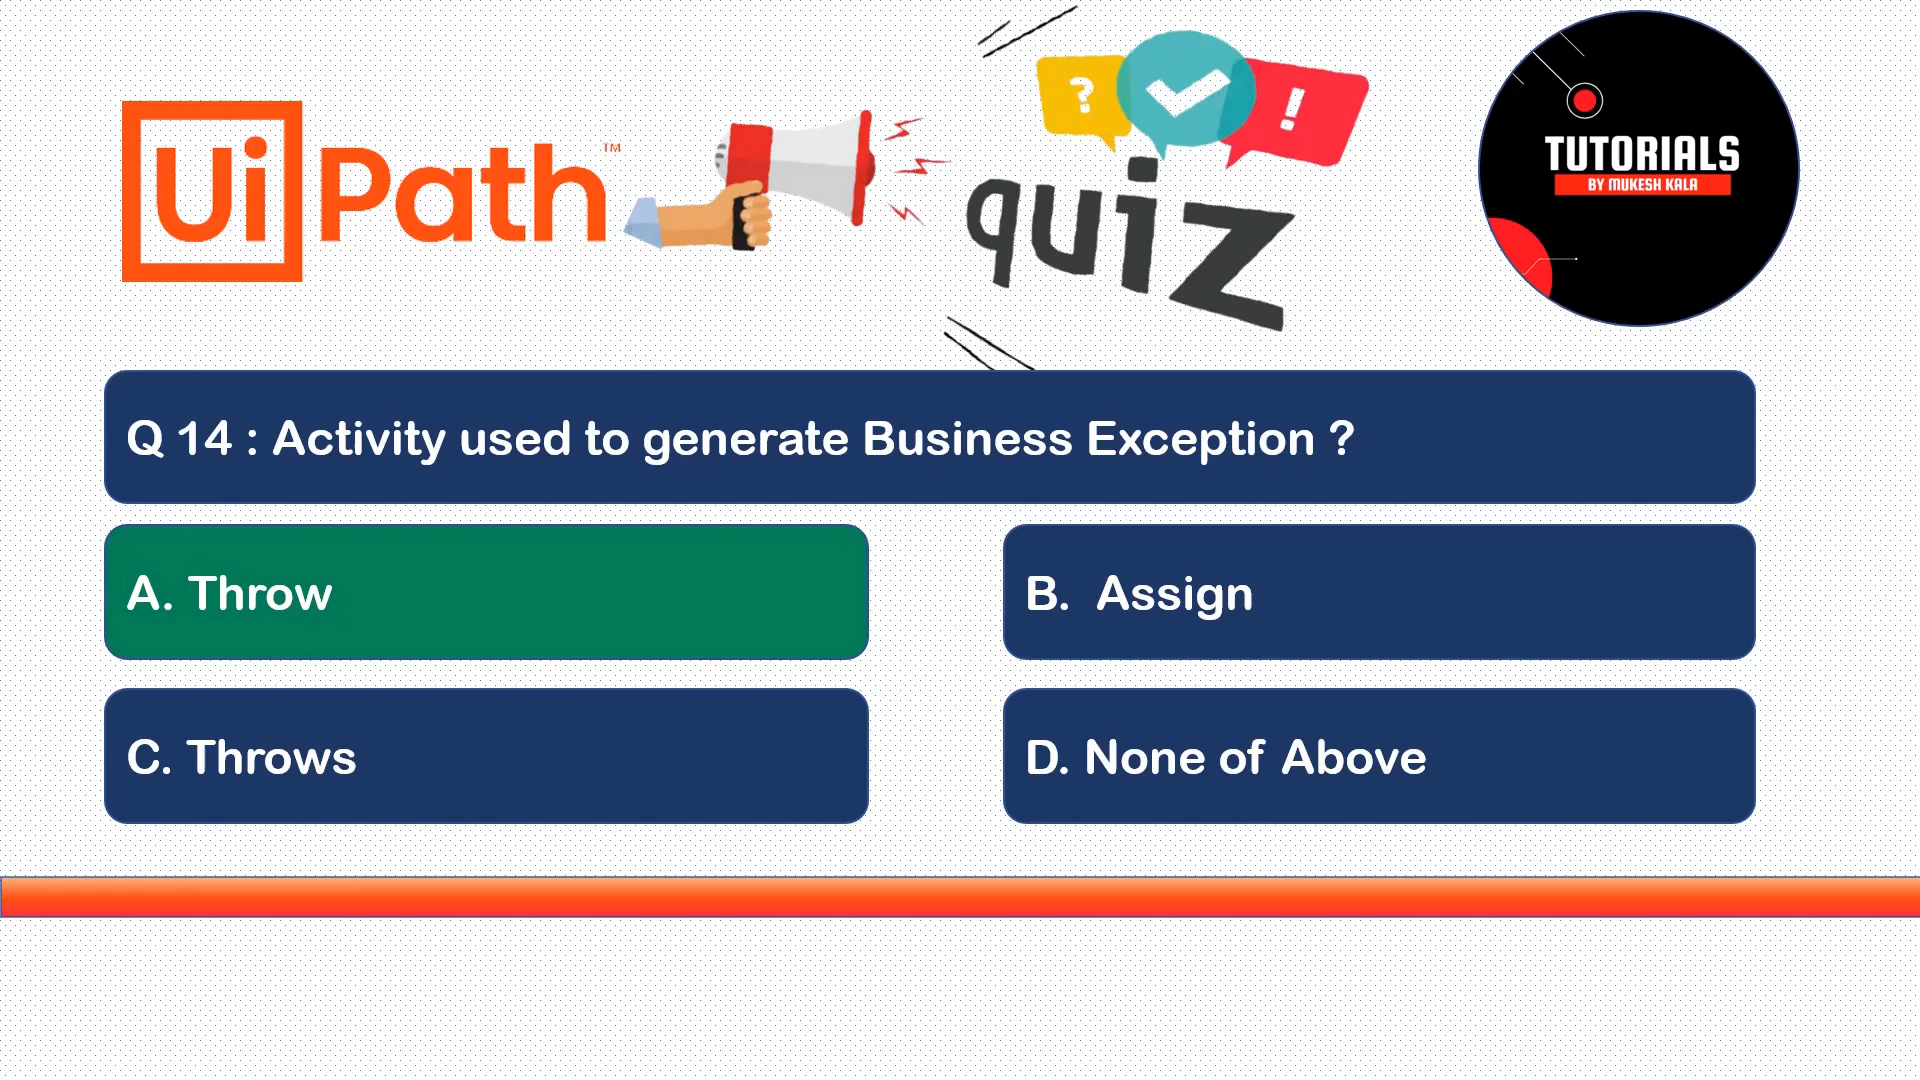 UiPath™
?
!
quiz
TUTORIALS
BY MUKESH KALA
Q 14 : Activity used to generate Business Exception ?
A. Throw
B. Assign
C. Throws
D. None of Above